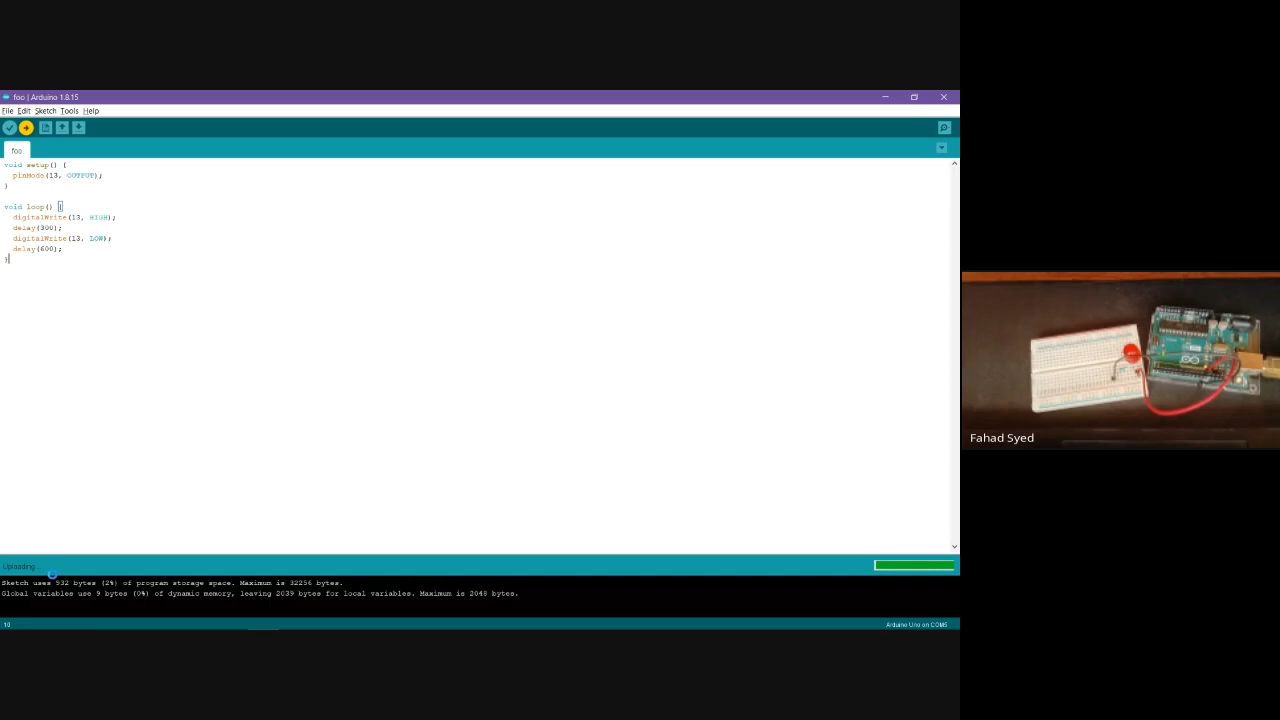 foo | Arduino 1.8.15
File Edit Sketch Tools Help
foo
void setup() {
  pinMode(13, OUTPUT);
}
void loop() {
  digitalWrite(13, HIGH);
  delay(300);
  digitalWrite(13, LOW);
  delay(600);
}
Fahad Syed
Uploading...
Sketch uses 932 bytes (2%) of program storage space. Maximum is 32256 bytes.
Global variables use 9 bytes (0%) of dynamic memory, leaving 2039 bytes for local variables. Maximum is 2048 bytes.
10
Arduino Uno on COM5